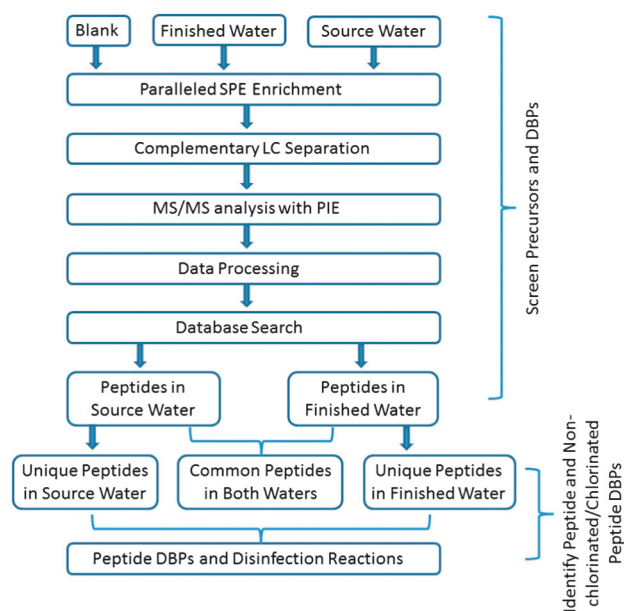 Blank
Finished Water
Source Water
Paralleled SPE Enrichment
Complementary LC Separation
MS/MS analysis with PIE
Data Processing
Database Search
Peptides in
Source Water
Peptides in
Finished Water
Unique Peptides
in Source Water
Common Peptides
in Both Waters
Unique Peptides
in Finished Water
Peptide DBPs and Disinfection Reactions
Screen Precursors and DBPs
Identify Peptide and Non-
chlorinated/Chlorinated
Peptide DBPs